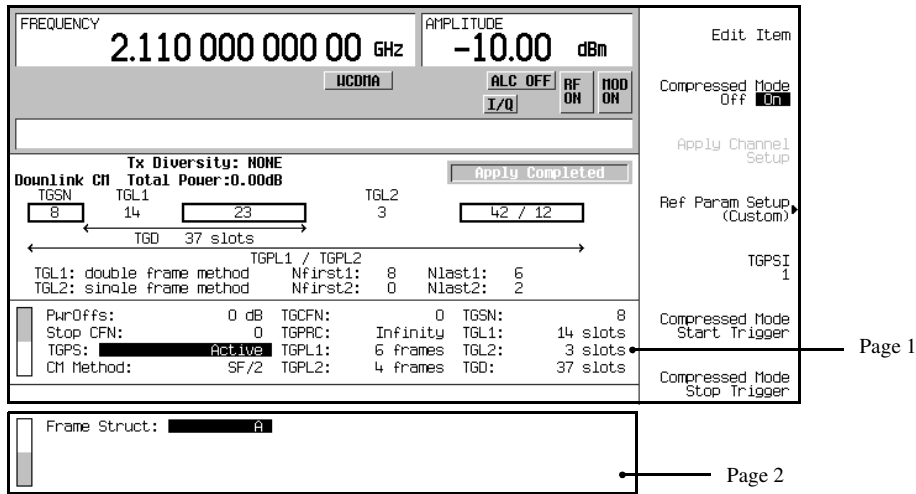 FREQUENCY
2.110 000 000 00 GHz
AMPLITUDE
-10.00 dBm
WCDMA
ALC OFF
I/Q
RF ON
MOD ON
Tx Diversity: NONE
Downlink CM Total Power:0.00dB
Apply Completed
TGSN TGL1 TGL2
8 14 23 3 42 / 12
TGD 37 slots
TGPL1 / TGPL2
TGL1: double frame method Nfirst1: 8 Nlast1: 6
TGL2: single frame method Nfirst2: 0 Nlast2: 2
PwrOffs: 0 dB TGCFN: 0 TGSN: 8
Stop CFN: 0 TGPRC: Infinity TGL1: 14 slots
TGPS: Active TGPL1: 6 frames TGL2: 3 slots
CM Method: SF/2 TGPL2: 4 frames TGD: 37 slots
Edit Item
Compressed Mode
Off On
Apply Channel
Setup
Ref Param Setup
(Custom)
TGPSI
1
Compressed Mode
Start Trigger
Compressed Mode
Stop Trigger
Page 1
Frame Struct: A
Page 2